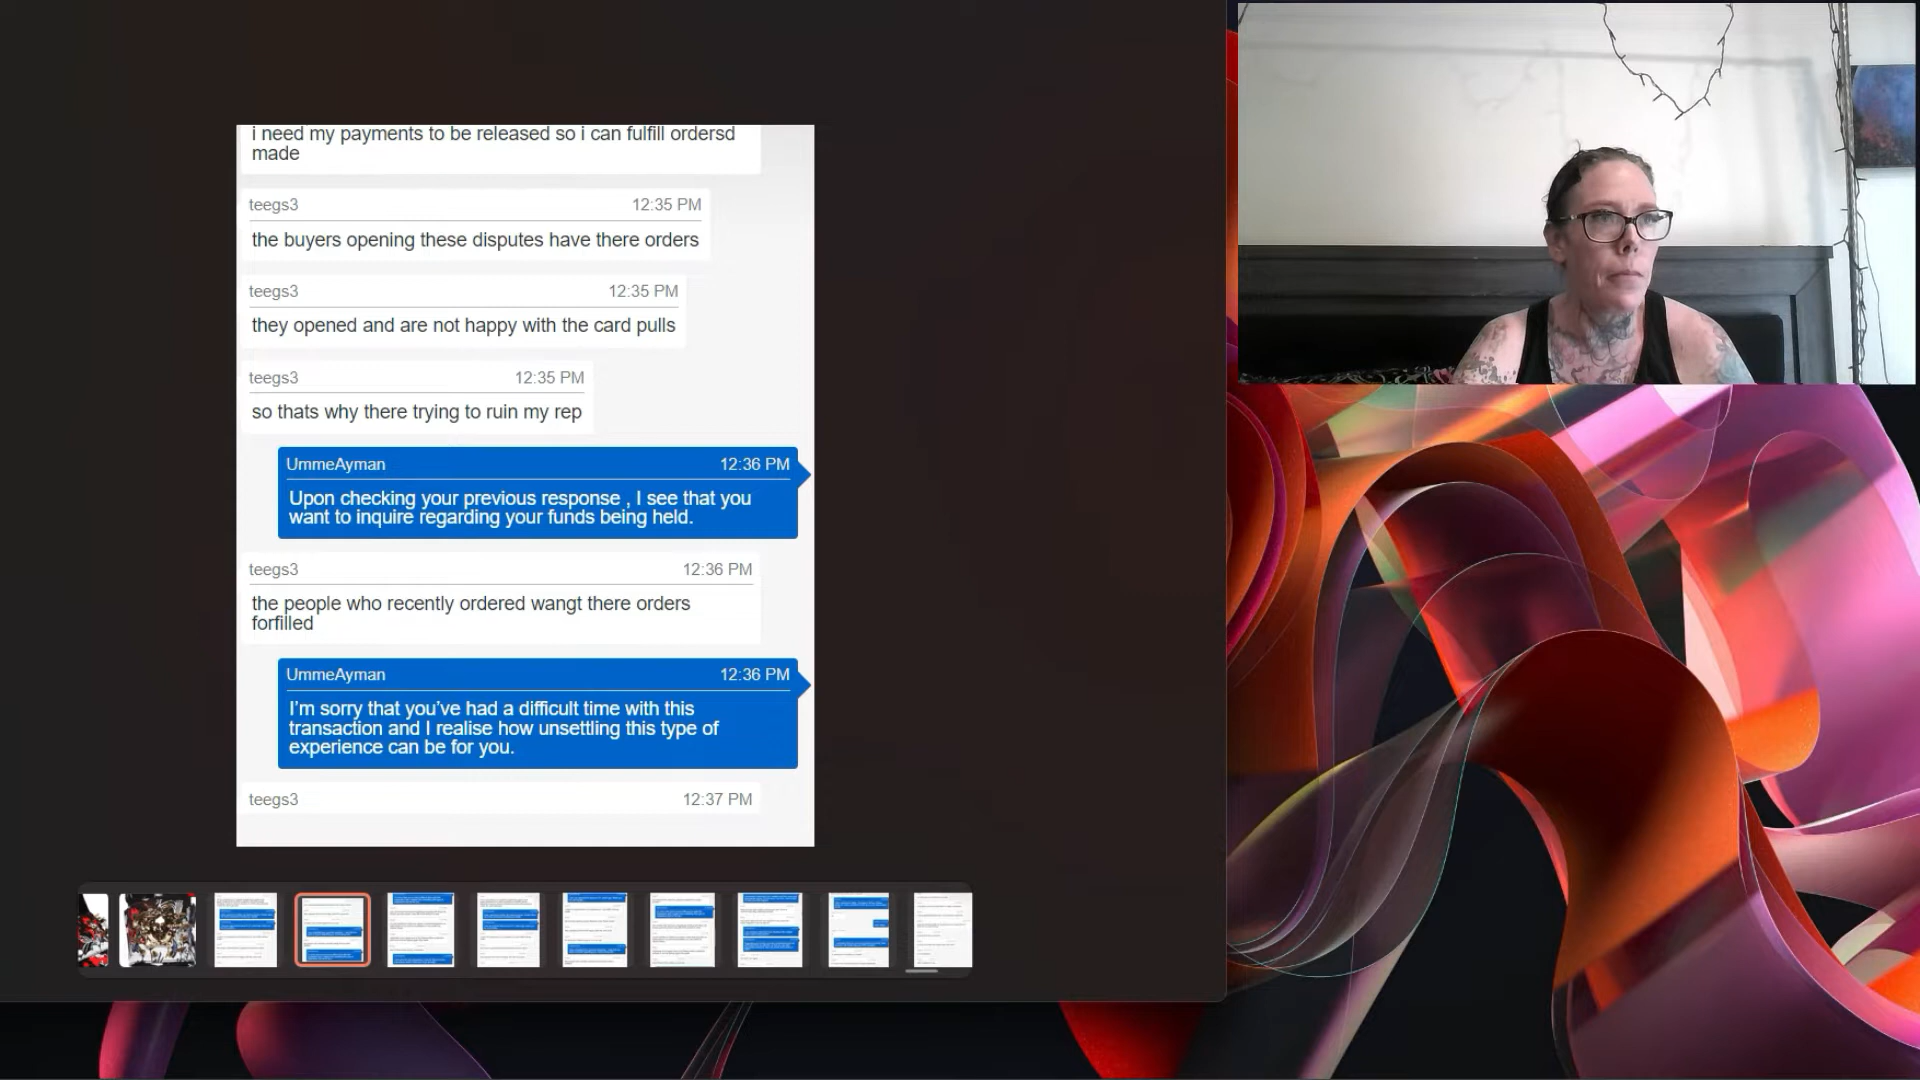 i need my payments to be released so i can fulfill ordersd
made
teegs3 12:35 PM
the buyers opening these disputes have there orders
teegs3 12:35 PM
they opened and are not happy with the card pulls
teegs3 12:35 PM
so thats why there trying to ruin my rep
UmmeAyman 12:36 PM
Upon checking your previous response , I see that you
want to inquire regarding your funds being held.
teegs3 12:36 PM
the people who recently ordered wangt there orders
forfilled
UmmeAyman 12:36 PM
I'm sorry that you've had a difficult time with this
transaction and I realise how unsettling this type of
experience can be for you.
teegs3 12:37 PM